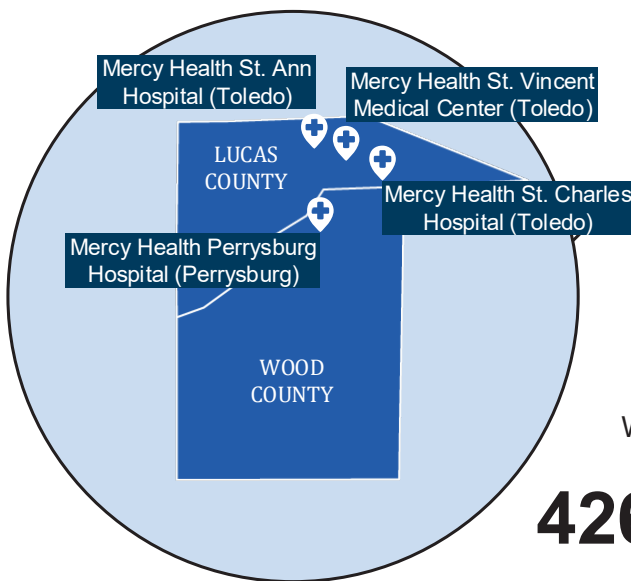 Mercy Health St. Ann
Hospital (Toledo)
Mercy Health St. Vincent
Medical Center (Toledo)
LUCAS
COUNTY
Mercy Health St. Charles
Hospital (Toledo)
Mercy Health Perrysburg
Hospital (Perrysburg)
WOOD
COUNTY
426